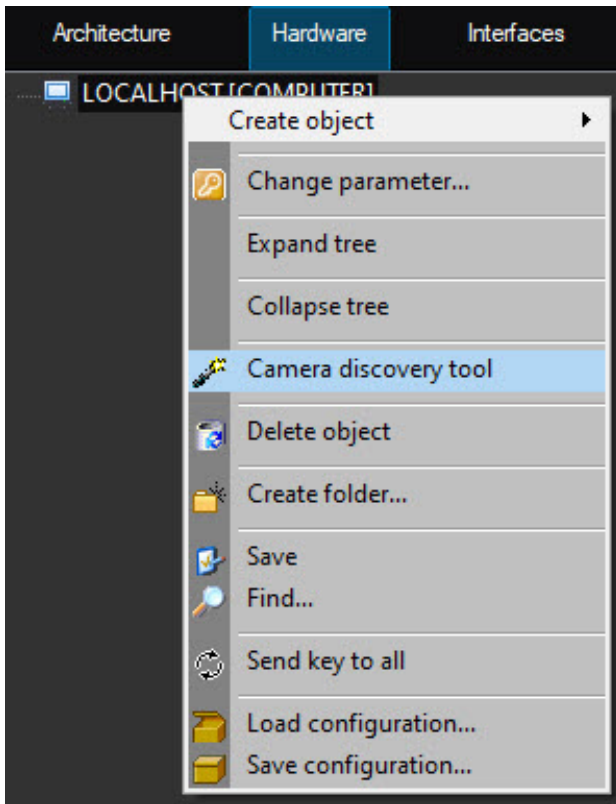 Architecture Hardware Interfaces
LOCALHOST [COMPUTER]
Create object
Change parameter...
Expand tree
Collapse tree
Camera discovery tool
Delete object
Create folder...
Save
Find...
Send key to all
Load configuration...
Save configuration...